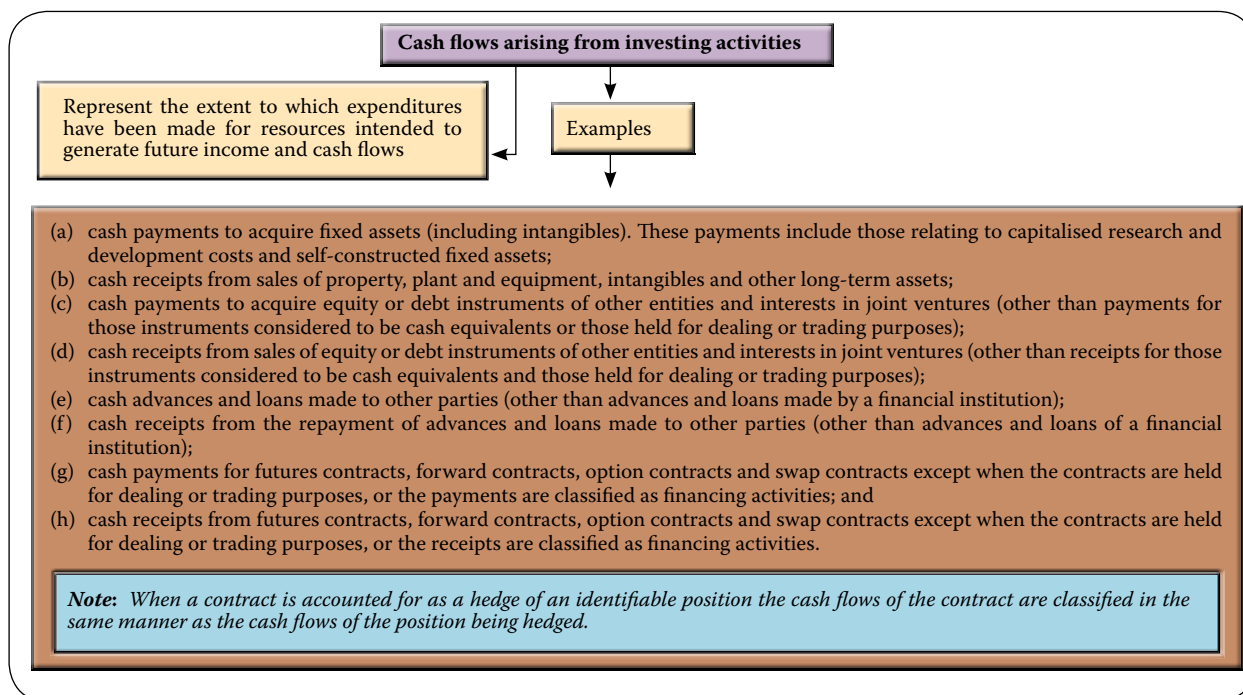 Cash flows arising from investing activities
Represent the extent to which expenditures
have been made for resources intended to
generate future income and cash flows
Examples
(a) cash payments to acquire fixed assets (including intangibles). These payments include those relating to capitalised research and
development costs and self-constructed fixed assets;
(b) cash receipts from sales of property, plant and equipment, intangibles and other long-term assets;
(c) cash payments to acquire equity or debt instruments of other entities and interests in joint ventures (other than payments for
those instruments considered to be cash equivalents or those held for dealing or trading purposes);
(d) cash receipts from sales of equity or debt instruments of other entities and interests in joint ventures (other than receipts for those
instruments considered to be cash equivalents and those held for dealing or trading purposes);
(e) cash advances and loans made to other parties (other than advances and loans made by a financial institution);
(f) cash receipts from the repayment of advances and loans made to other parties (other than advances and loans of a financial
institution);
(g) cash payments for futures contracts, forward contracts, option contracts and swap contracts except when the contracts are held
for dealing or trading purposes, or the payments are classified as financing activities; and
(h) cash receipts from futures contracts, forward contracts, option contracts and swap contracts except when the contracts are held
for dealing or trading purposes, or the receipts are classified as financing activities.
Note: When a contract is accounted for as a hedge of an identifiable position the cash flows of the contract are classified in the
same manner as the cash flows of the position being hedged.